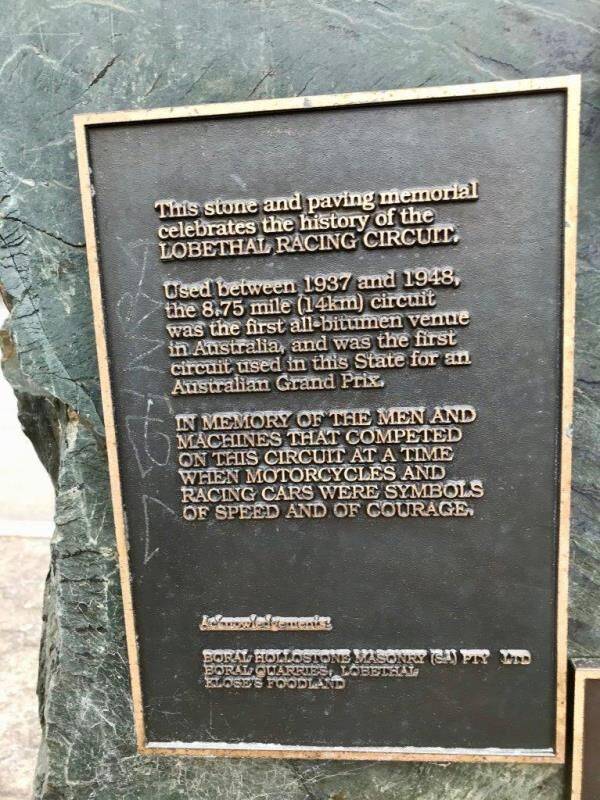 This stone and paving memorial
celebrates the history of the
LOBETHAL RACING CIRCUIT.
Used between 1937 and 1948,
the 8.75 mile (14km) circuit
was the first all-bitumen venue
in Australia, and was the first
circuit used in this State for an
Australian Grand Prix.
IN MEMORY OF THE MEN AND
MACHINES THAT COMPETED
ON THIS CIRCUIT AT A TIME
WHEN MOTORCYCLES AND
RACING CARS WERE SYMBOLS
OF SPEED AND OF COURAGE.
Acknowledgements:
BORAL HOLLOSTONE MASONRY (SA) PTY LTD
BORAL QUARRIES, LOBETHAL
KLOSE'S FOODLAND